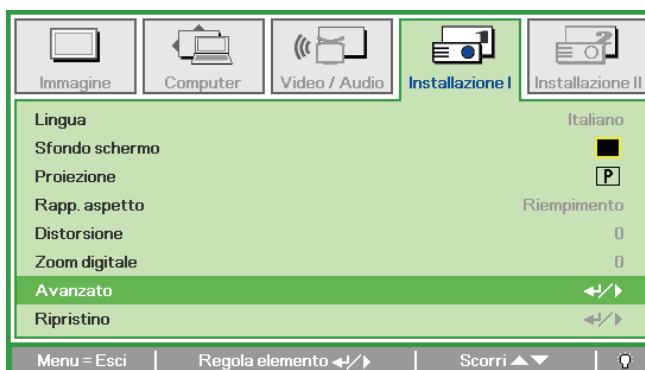 Immagine Computer Video / Audio Installazione I Installazione II
Lingua Italiano
Sfondo schermo
Proiezione P
Rapp. aspetto Riempimento
Distorsione 0
Zoom digitale 0
Avanzato
Ripristino
Menu = Esci Regola elemento Scorri